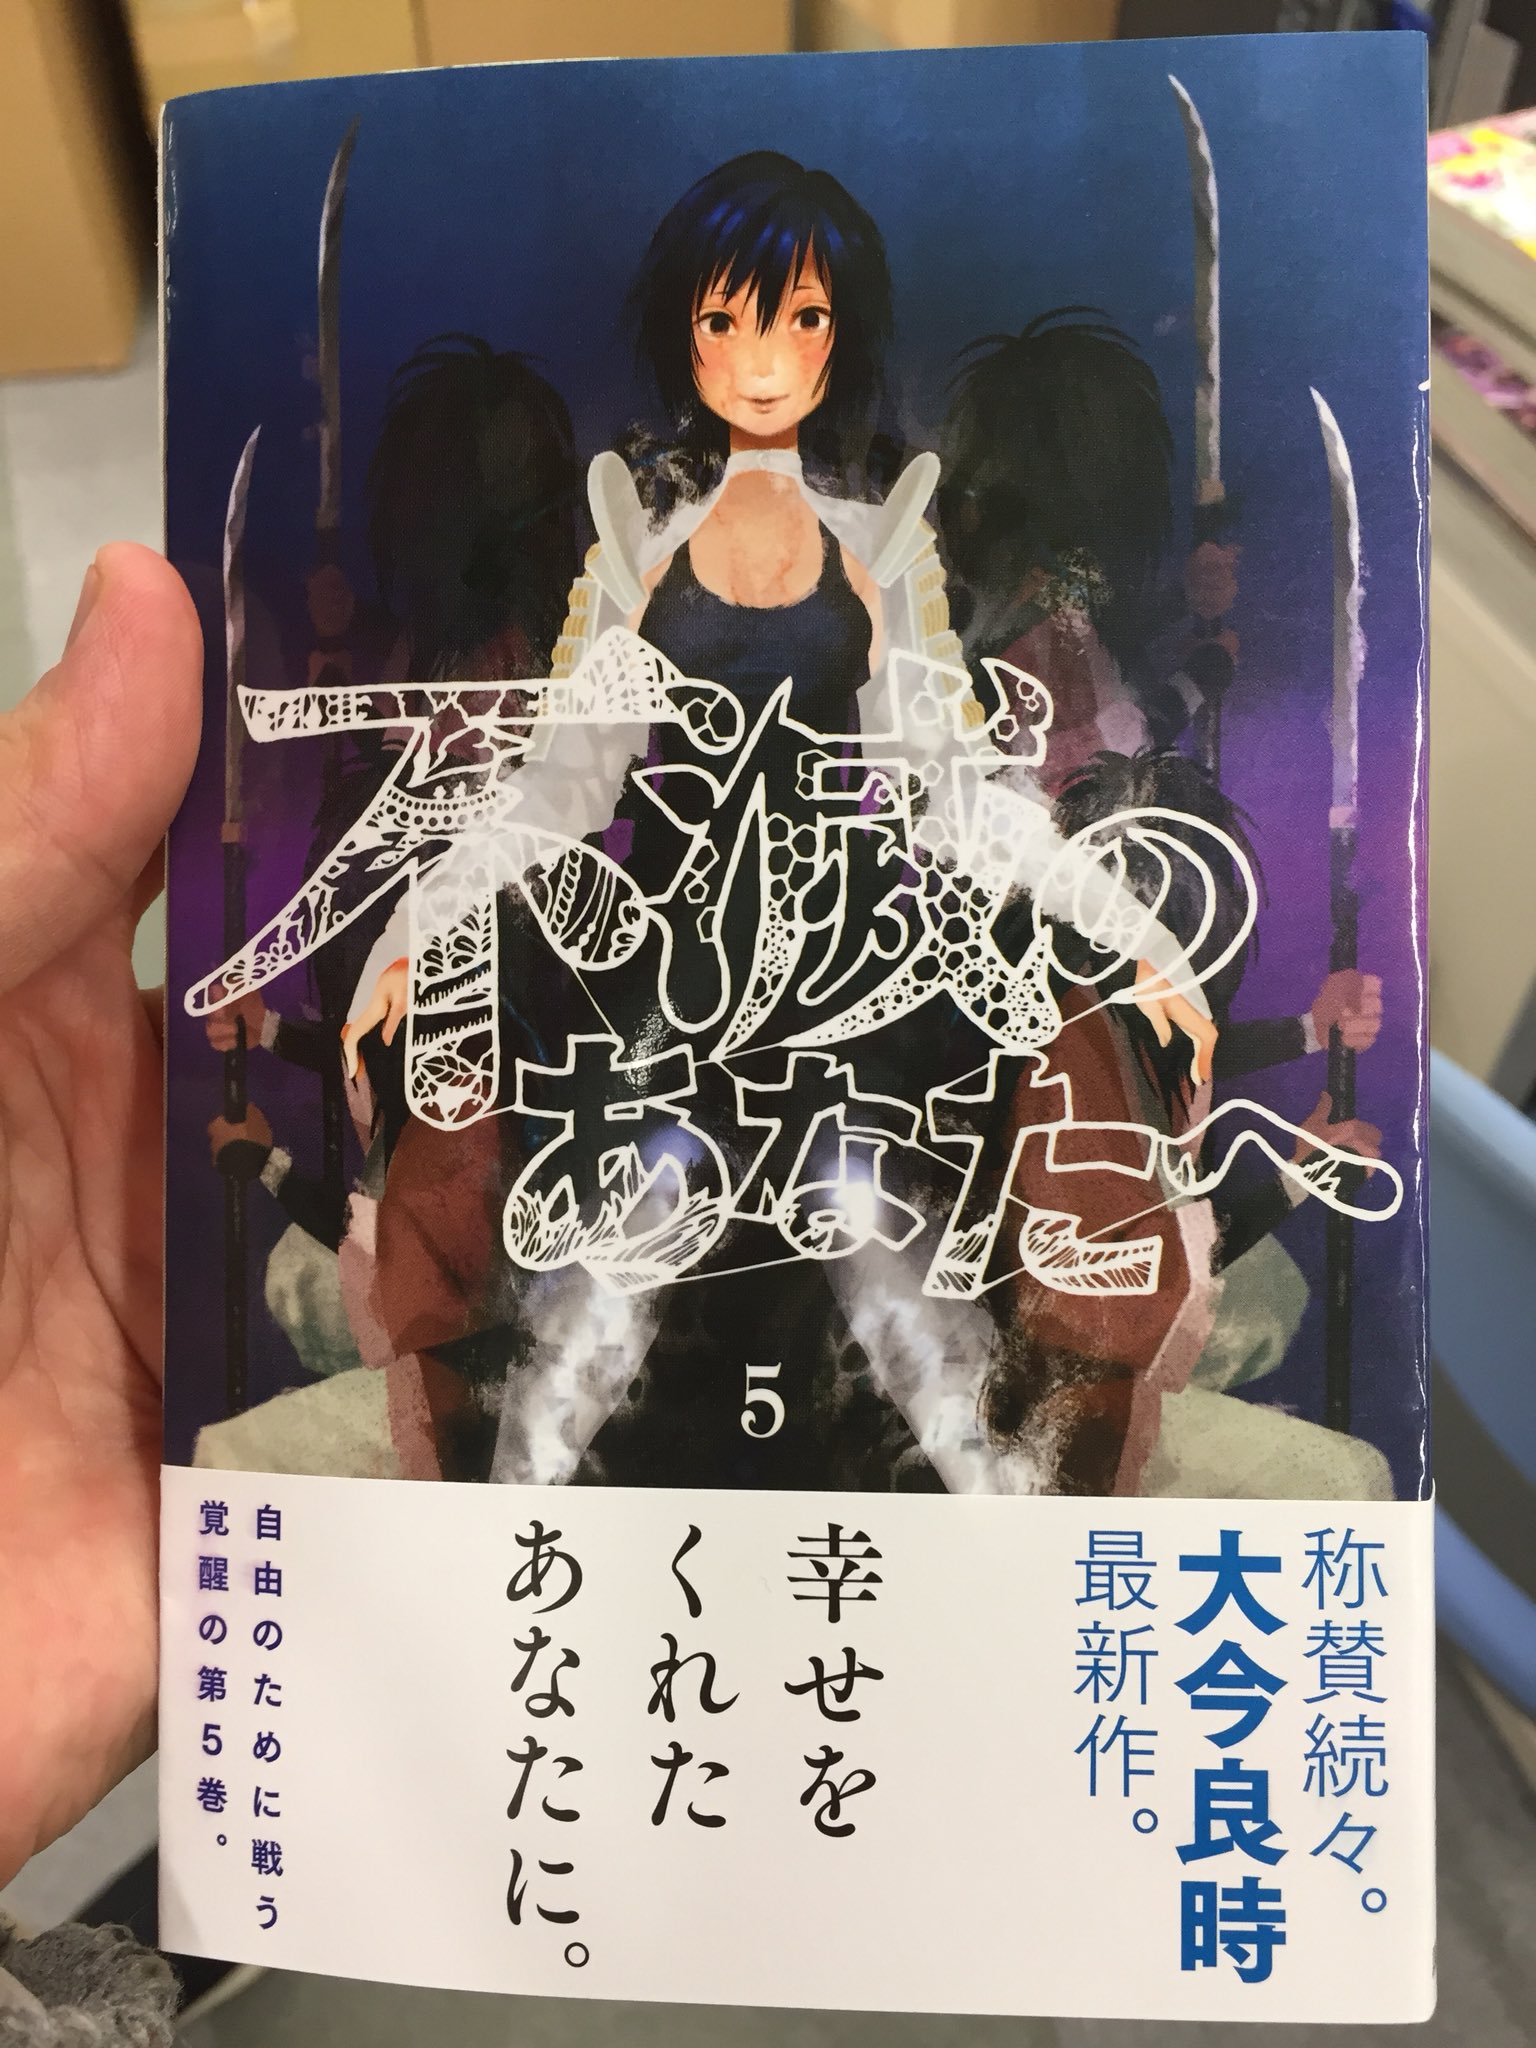 不滅の
あなたへ
5
称賛続々。
大今良時
最新作。
幸せを
くれた
あなたに。
自由のために戦う
覚醒の第5巻。